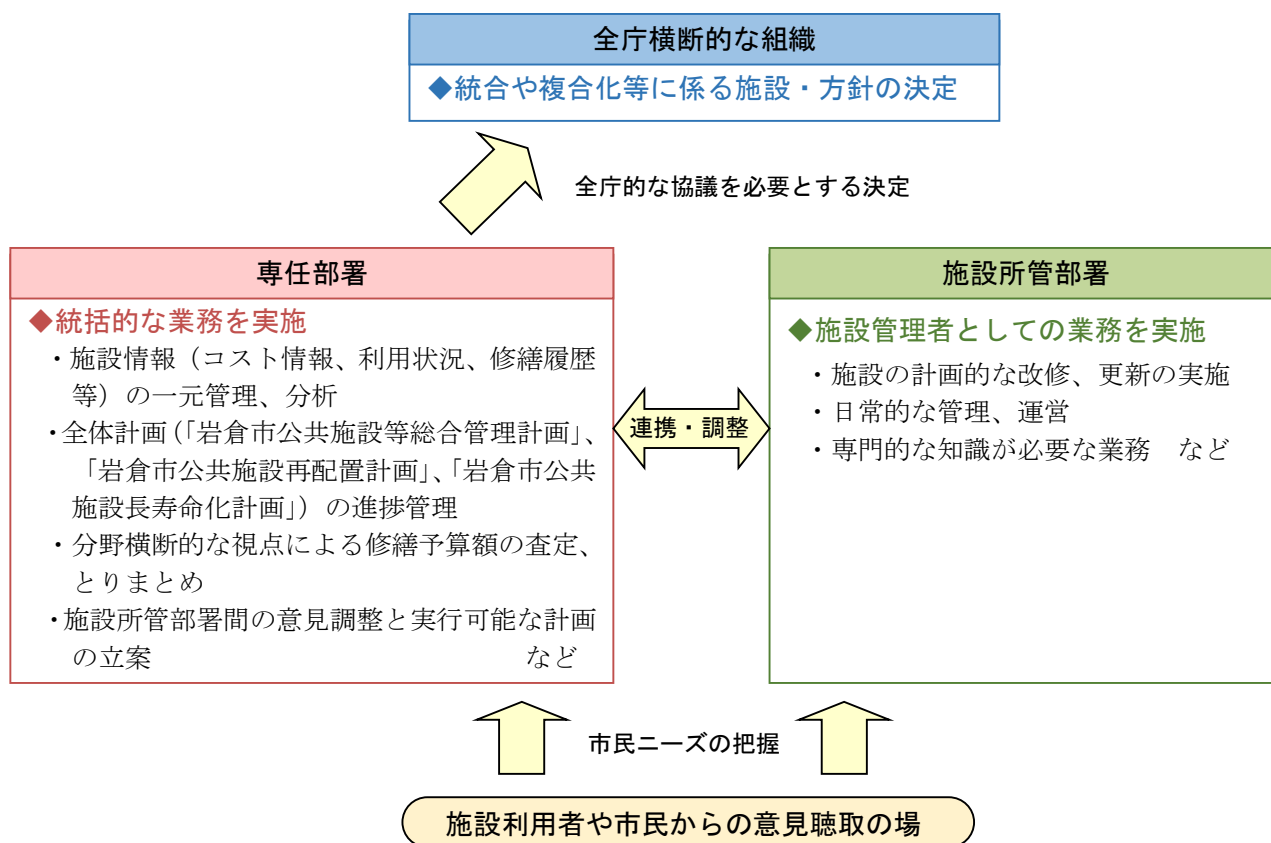 全庁横断的な組織
◆統合や複合化等に係る施設・方針の決定
全庁的な協議を必要とする決定
専任部署
◆統括的な業務を実施
・施設情報（コスト情報、利用状況、修繕履歴
等）の一元管理、分析
・全体計画（「岩倉市公共施設等総合管理計画」、
「岩倉市公共施設再配置計画」、「岩倉市公共
施設長寿命化計画」）の進捗管理
・分野横断的な視点による修繕予算額の査定、
とりまとめ
・施設所管部署間の意見調整と実行可能な計画
の立案　など
連携・調整
施設所管部署
◆施設管理者としての業務を実施
・施設の計画的な改修、更新の実施
・日常的な管理、運営
・専門的な知識が必要な業務　など
市民ニーズの把握
施設利用者や市民からの意見聴取の場